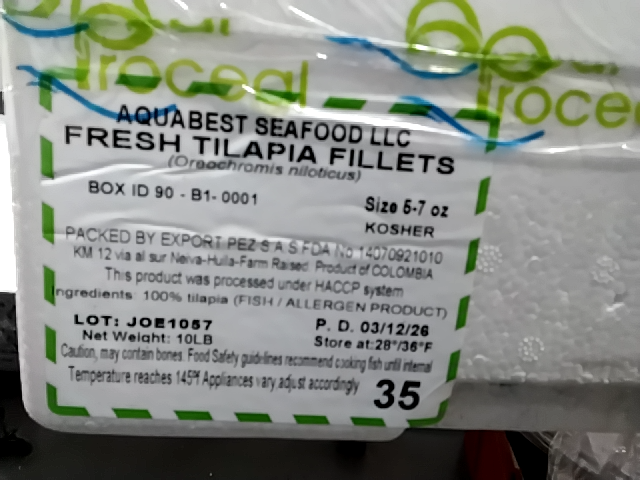 Proceal
Proceal
AQUABEST SEAFOOD LLC
FRESH TILAPIA FILLETS
(Oreochromis niloticus)
BOX ID 90 - B1- 0001
Size 5-7 oz
KOSHER
PACKED BY EXPORT PEZ S A S FDA No 14070921010
KM 12 via al sur Neiva-Huila-Farm Raised. Product of COLOMBIA
This product was processed under HACCP system
Ingredients: 100% tilapia (FISH / ALLERGEN PRODUCT)
LOT: JOE1057
P. D. 03/12/26
Net Weight: 10LB
Store at:28°/36°F
Caution, may contain bones. Food Safety guidelines recommend cooking fish until internal
Temperature reaches 145°F Appliances vary, adjust accordingly
35